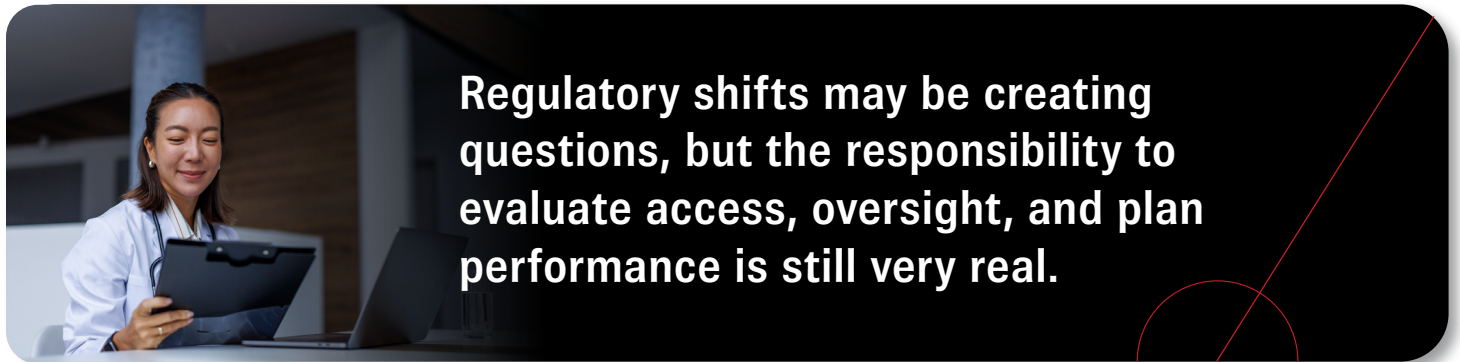 Regulatory shifts may be creating
questions, but the responsibility to
evaluate access, oversight, and plan
performance is still very real.